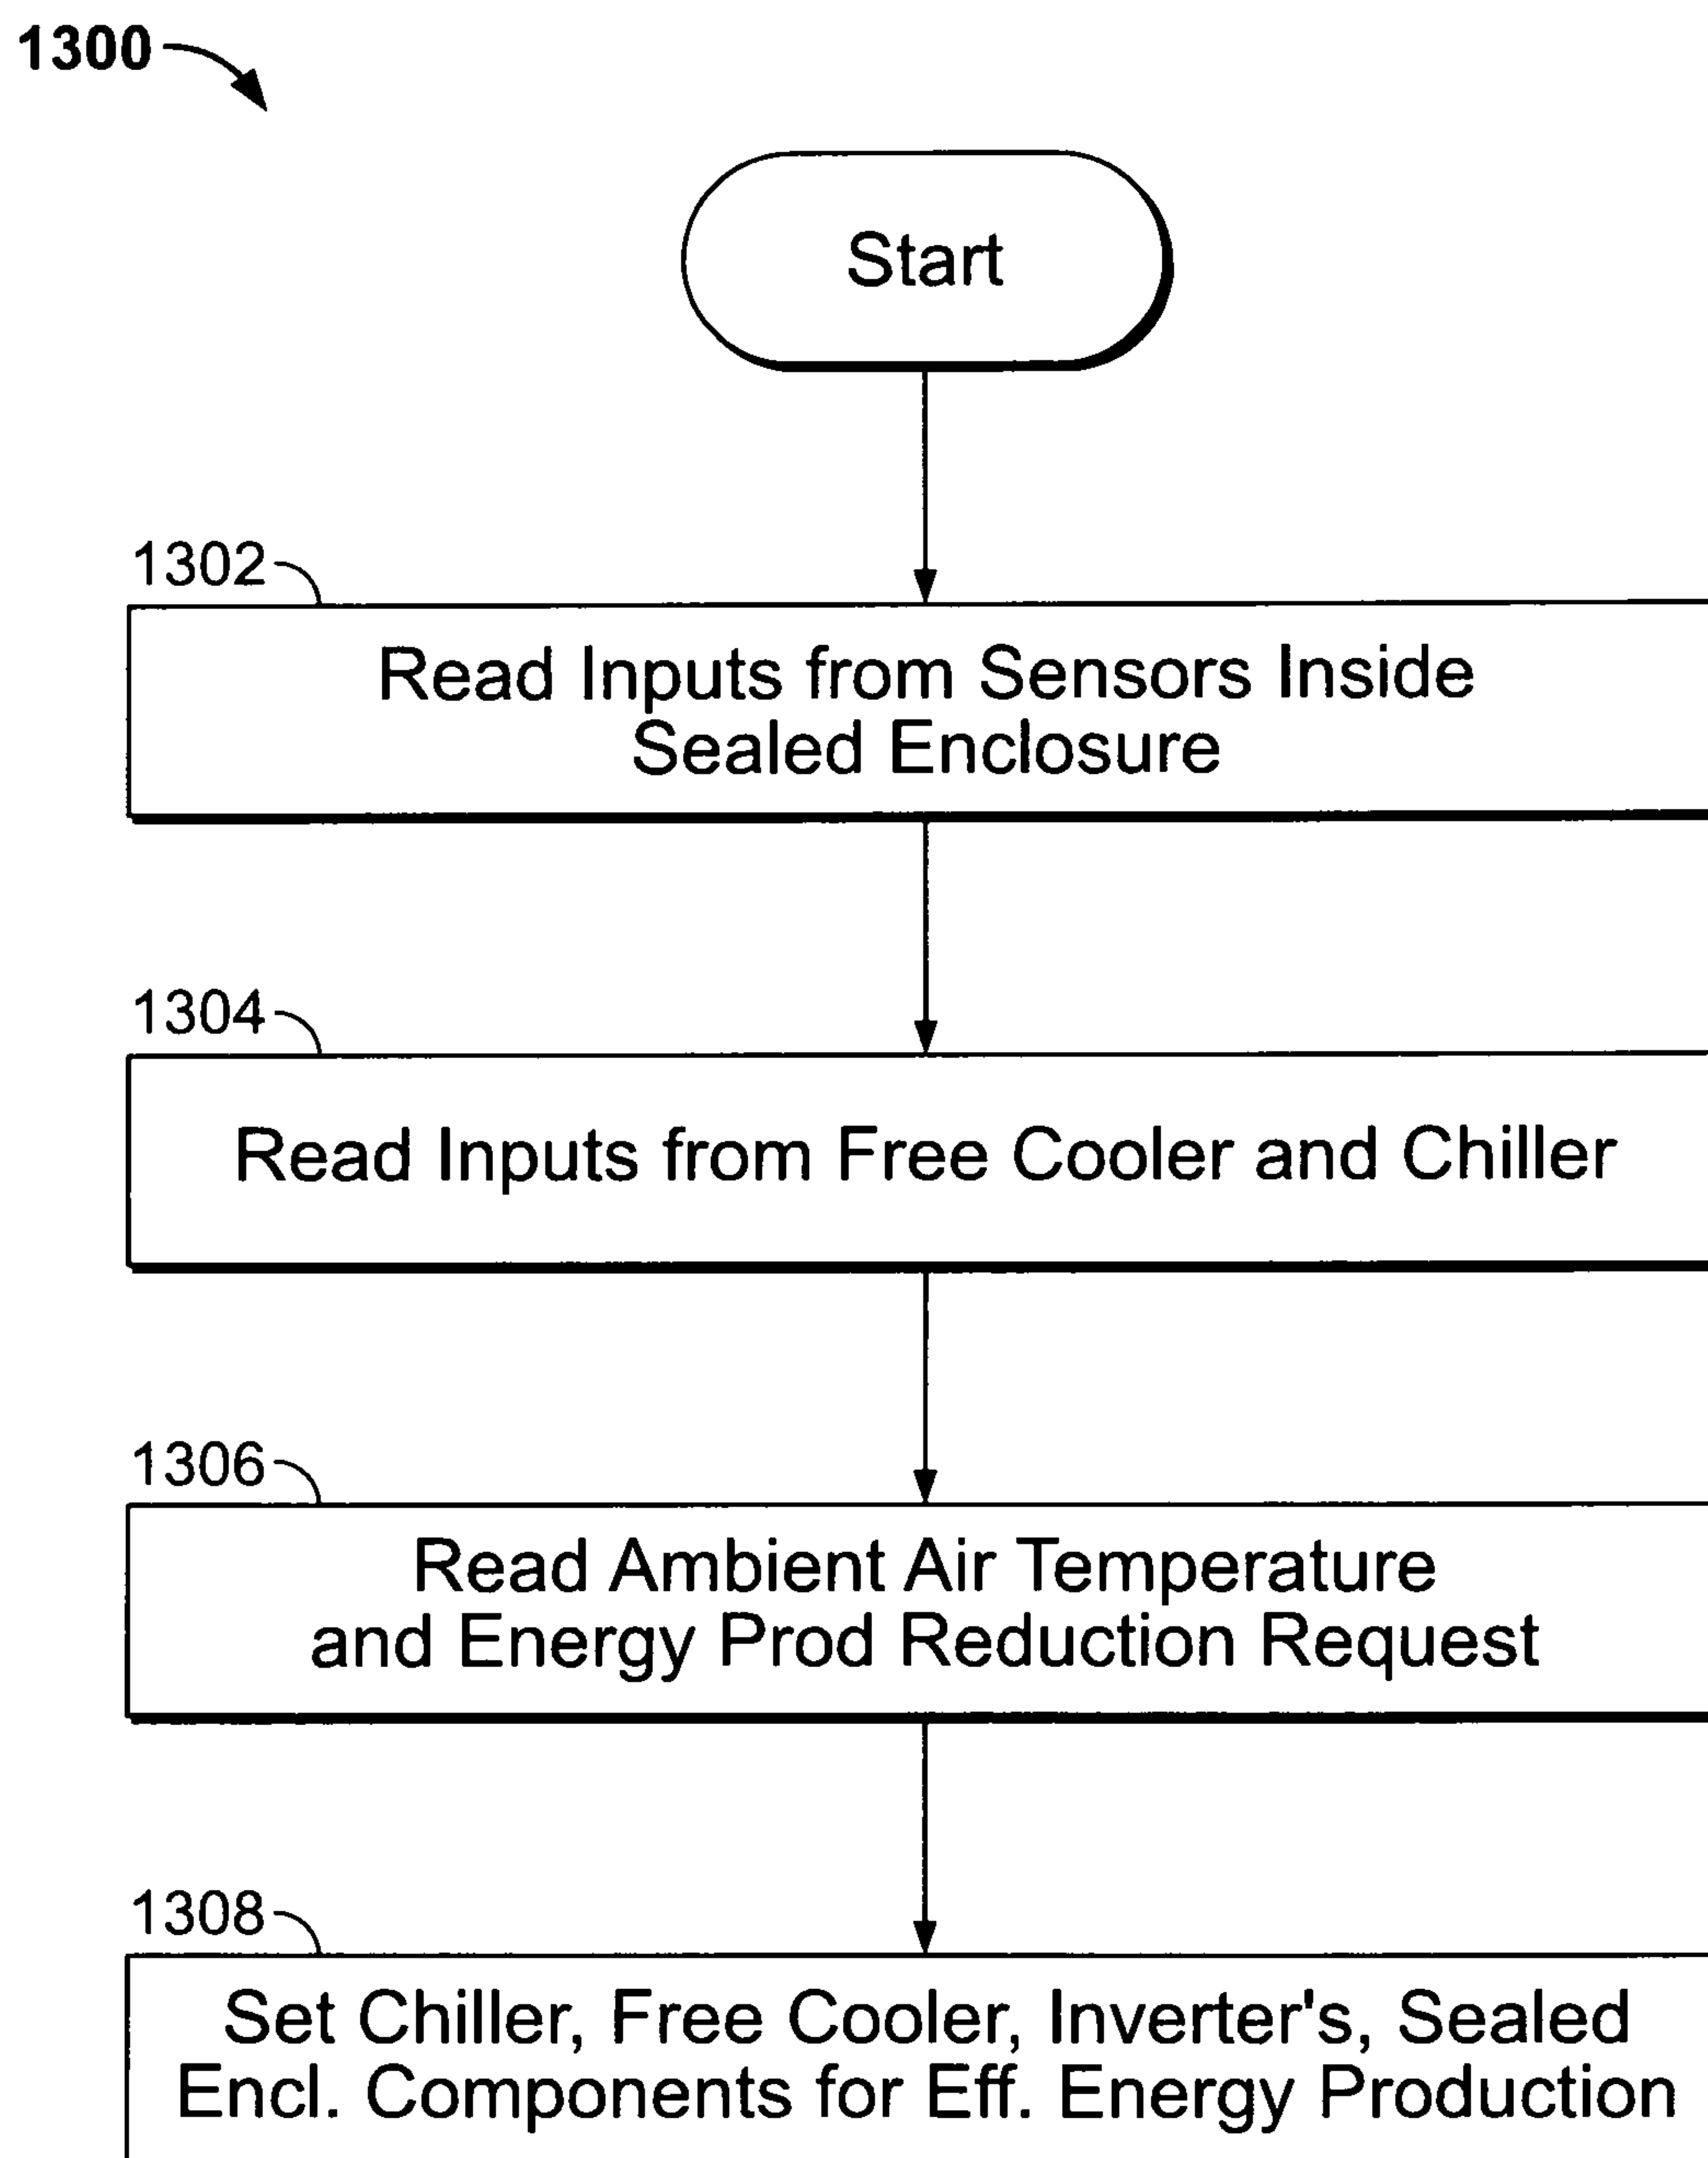 1300
Start
1302
Read Inputs from Sensors Inside
Sealed Enclosure
1304
Read Inputs from Free Cooler and Chiller
1306
Read Ambient Air Temperature
and Energy Prod Reduction Request
1308
Set Chiller, Free Cooler, Inverter's, Sealed
Encl. Components for Eff. Energy Production